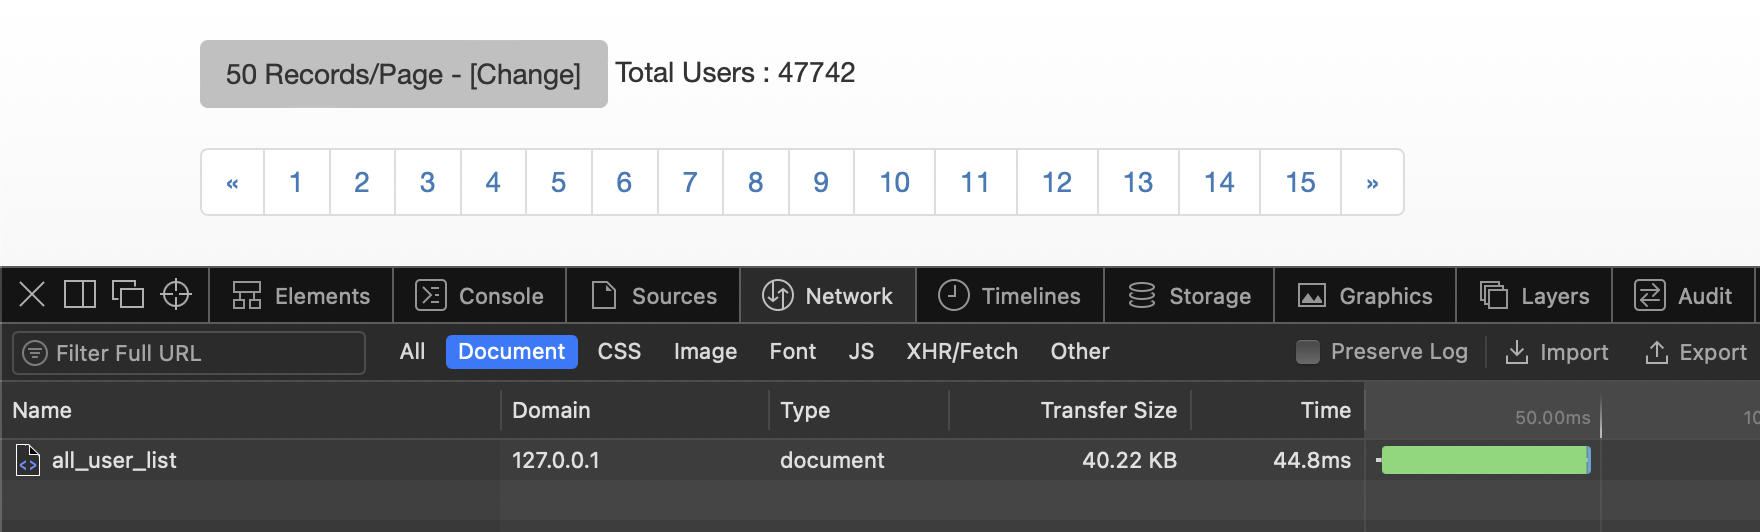 50 Records/Page - [Change] Total Users : 47742
« 1 2 3 4 5 6 7 8 9 10 11 12 13 14 15 »
Elements Console Sources Network Timelines Storage Graphics Layers Audit
Filter Full URL All Document CSS Image Font JS XHR/Fetch Other Preserve Log Import Export
Name Domain Type Transfer Size Time 50.00ms
all_user_list 127.0.0.1 document 40.22 KB 44.8ms